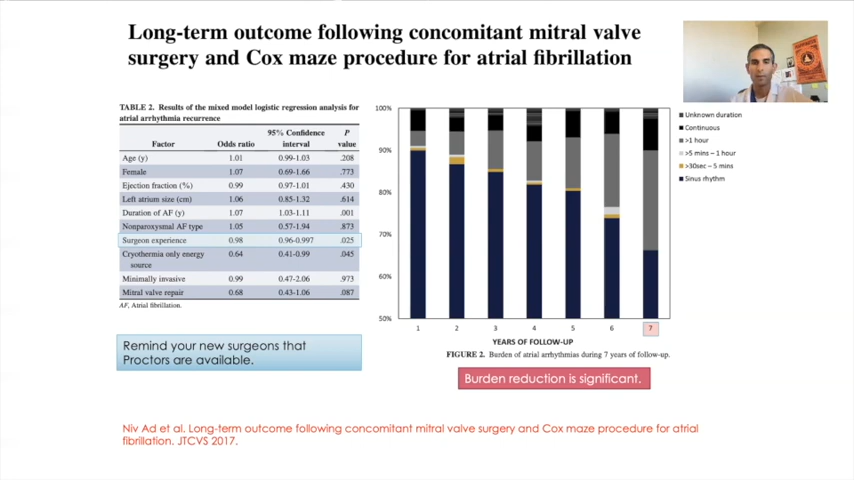 Long-term outcome following concomitant mitral valve
surgery and Cox maze procedure for atrial fibrillation
TABLE 2. Results of the mixed model logistic regression analysis for
atrial arrhythmia recurrence
Factor Odds ratio 95% Confidence interval P value
Age (y) 1.01 0.99-1.03 .208
Female 1.07 0.69-1.66 .773
Ejection fraction (%) 0.99 0.97-1.01 .430
Left atrium size (cm) 1.06 0.85-1.32 .614
Duration of AF (y) 1.07 1.03-1.11 .001
Nonparoxysmal AF type 1.05 0.57-1.94 .873
Surgeon experience 0.98 0.96-0.997 .025
Cryothermia only energy 0.64 0.41-0.99 .045
source
Minimally invasive 0.99 0.47-2.06 .973
Mitral valve repair 0.68 0.43-1.06 .087
AF, Atrial fibrillation.
100%
90%
80%
70%
60%
50%
1 2 3 4 5 6 7
YEARS OF FOLLOW-UP
Unknown duration
Continuous
>1 hour
>5 mins – 1 hour
>30sec – 5 mins
Sinus rhythm
FIGURE 2. Burden of atrial arrhythmias during 7 years of follow-up.
Remind your new surgeons that
Proctors are available.
Burden reduction is significant.
Niv Ad et al. Long-term outcome following concomitant mitral valve surgery and Cox maze procedure for atrial
fibrillation. JTCVS 2017.